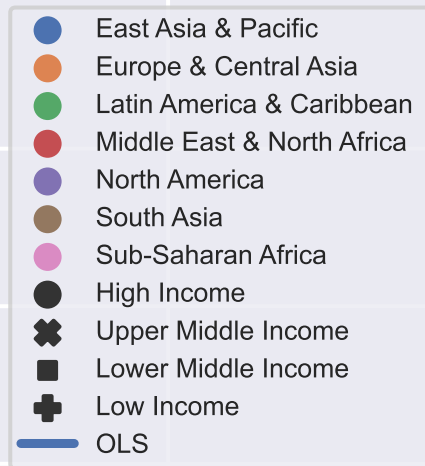 East Asia & Pacific
Europe & Central Asia
Latin America & Caribbean
Middle East & North Africa
North America
South Asia
Sub-Saharan Africa
High Income
Upper Middle Income
Lower Middle Income
Low Income
OLS